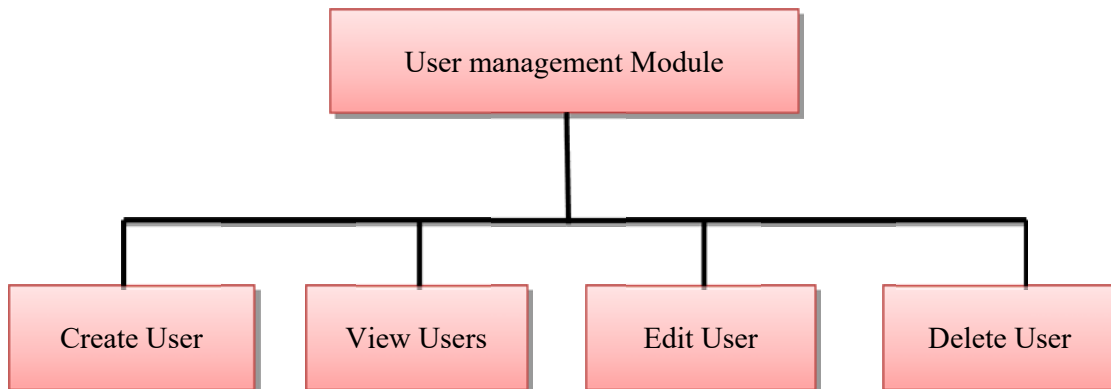 User management Module
Create User
View Users
Edit User
Delete User